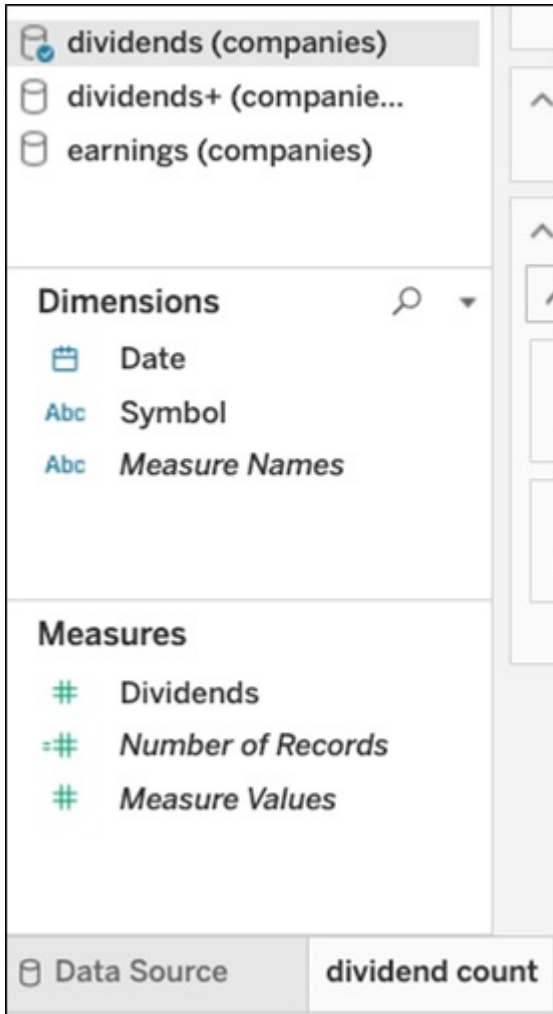 dividends (companies)
dividends+ (companie...
earnings (companies)
Dimensions
Date
Abc Symbol
Abc Measure Names
Measures
# Dividends
=# Number of Records
# Measure Values
Data Source
dividend count